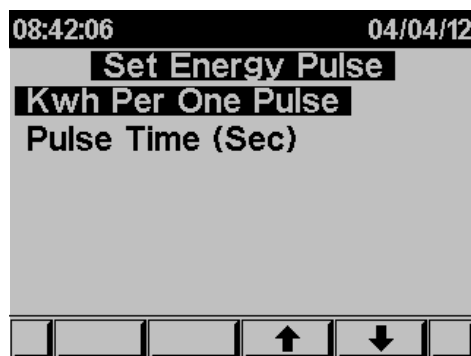 08:42:06 04/04/12
Set Energy Pulse
Kwh Per One Pulse
Pulse Time (Sec)